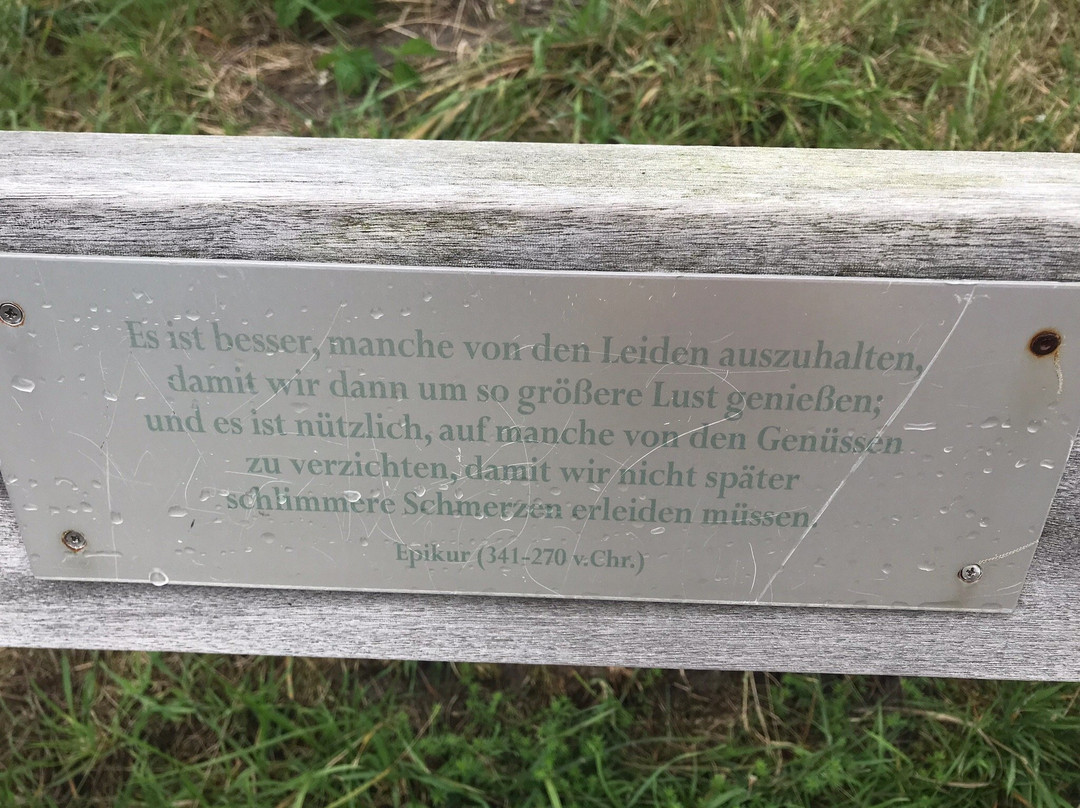 Es ist besser, manche von den Leiden auszuhalten,
damit wir dann um so größere Lust genießen;
und es ist nützlich, auf manche von den Genüssen
zu verzichten, damit wir nicht später
schlimmere Schmerzen erleiden müssen.
Epikur (341-270 v.Chr.)